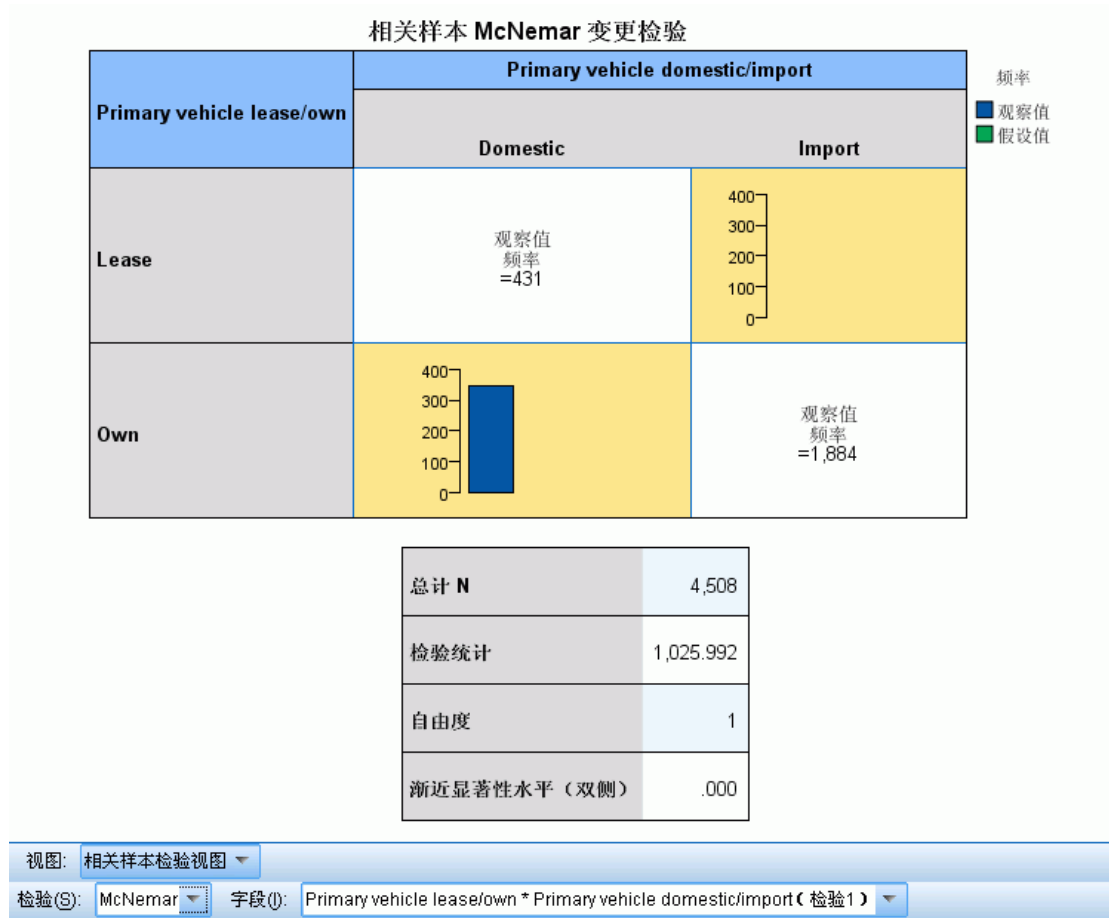 相关样本 McNemar 变更检验
Primary vehicle lease/own
Primary vehicle domestic/import
Domestic
Import
频率
观察值
假设值
Lease
观察值
频率
=431
400
300
200
100
0
Own
400
300
200
100
0
观察值
频率
=1,884
总计 N
4,508
检验统计
1,025.992
自由度
1
渐近显著性水平（双侧）
.000
视图: 相关样本检验视图
检验(S): McNemar 字段(I): Primary vehicle lease/own * Primary vehicle domestic/import(检验1)